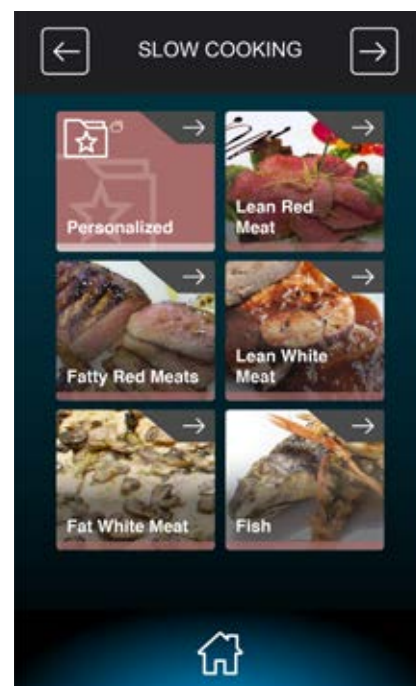 SLOW COOKING
Personalized
Lean Red
Meat
Fatty Red Meats
Lean White
Meat
Fat White Meat
Fish